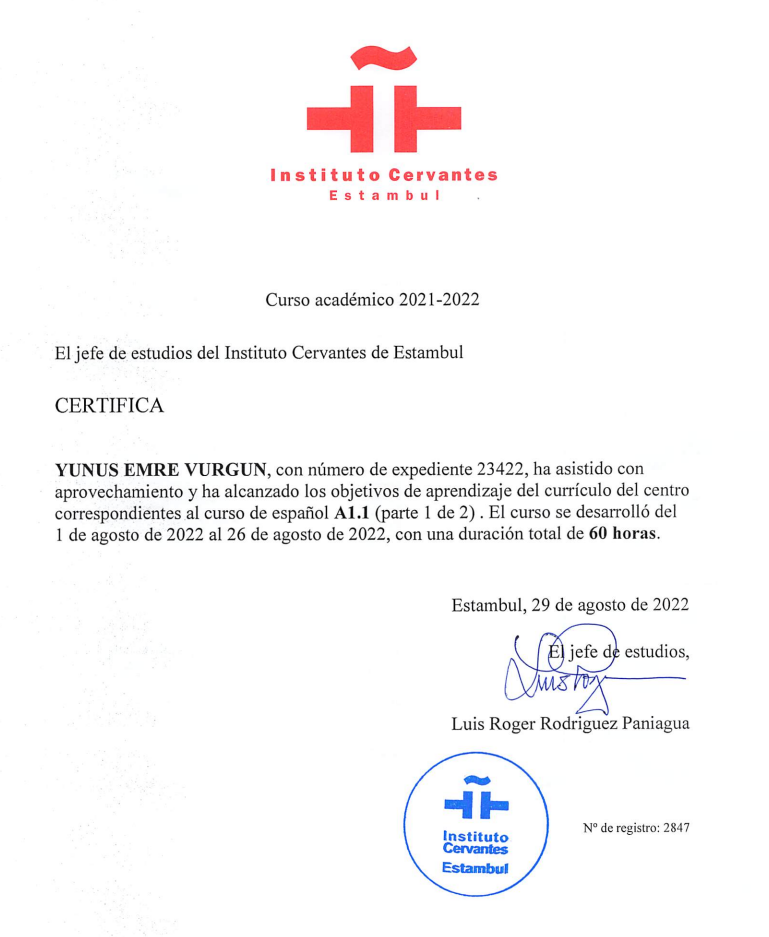 Instituto Cervantes
Estambul
Curso académico 2021-2022
El jefe de estudios del Instituto Cervantes de Estambul
CERTIFICA
YUNUS EMRE VURGUN, con número de expediente 23422, ha asistido con
aprovechamiento y ha alcanzado los objetivos de aprendizaje del currículo del centro
correspondientes al curso de español A1.1 (parte 1 de 2) . El curso se desarrolló del
1 de agosto de 2022 al 26 de agosto de 2022, con una duración total de 60 horas.
Estambul, 29 de agosto de 2022
El jefe de estudios,
Luis Roger Rodriguez Paniagua
Instituto
Cervantes
Estambul
Nº de registro: 2847